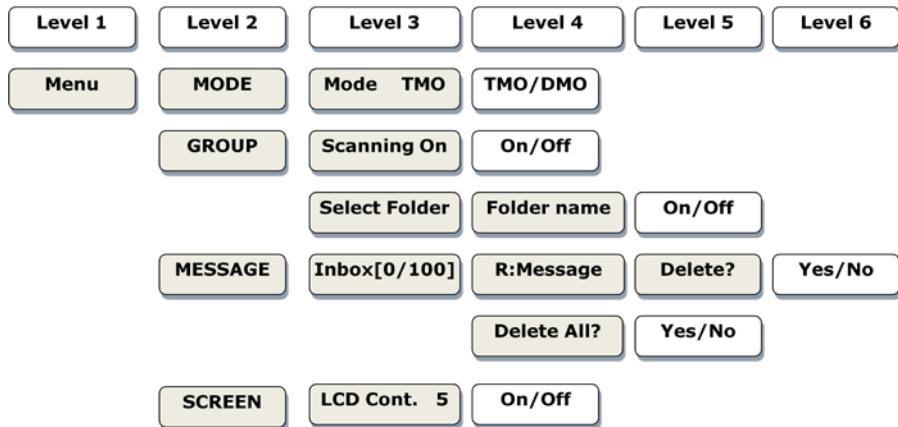 Level 1 Level 2 Level 3 Level 4 Level 5 Level 6
Menu MODE Mode TMO TMO/DMO
GROUP Scanning On On/Off
Select Folder Folder name On/Off
MESSAGE Inbox[0/100] R:Message Delete? Yes/No
Delete All? Yes/No
SCREEN LCD Cont. 5 On/Off